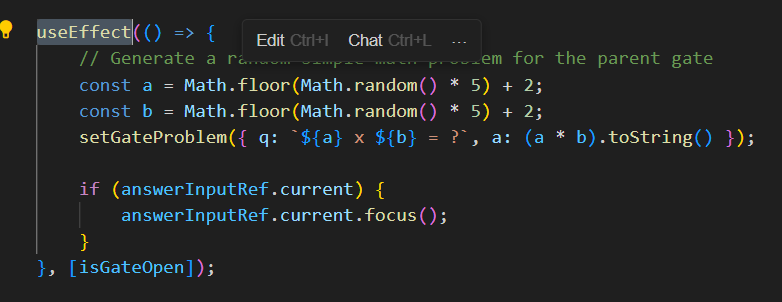 useEffect(() => {
Edit Ctrl+I Chat Ctrl+L ...
// Generate a random simple math problem for the parent gate
const a = Math.floor(Math.random() * 5) + 2;
const b = Math.floor(Math.random() * 5) + 2;
setGateProblem({ q: `${a} x ${b} = ?`, a: (a * b).toString() });
if (answerInputRef.current) {
answerInputRef.current.focus();
}
}, [isGateOpen]);